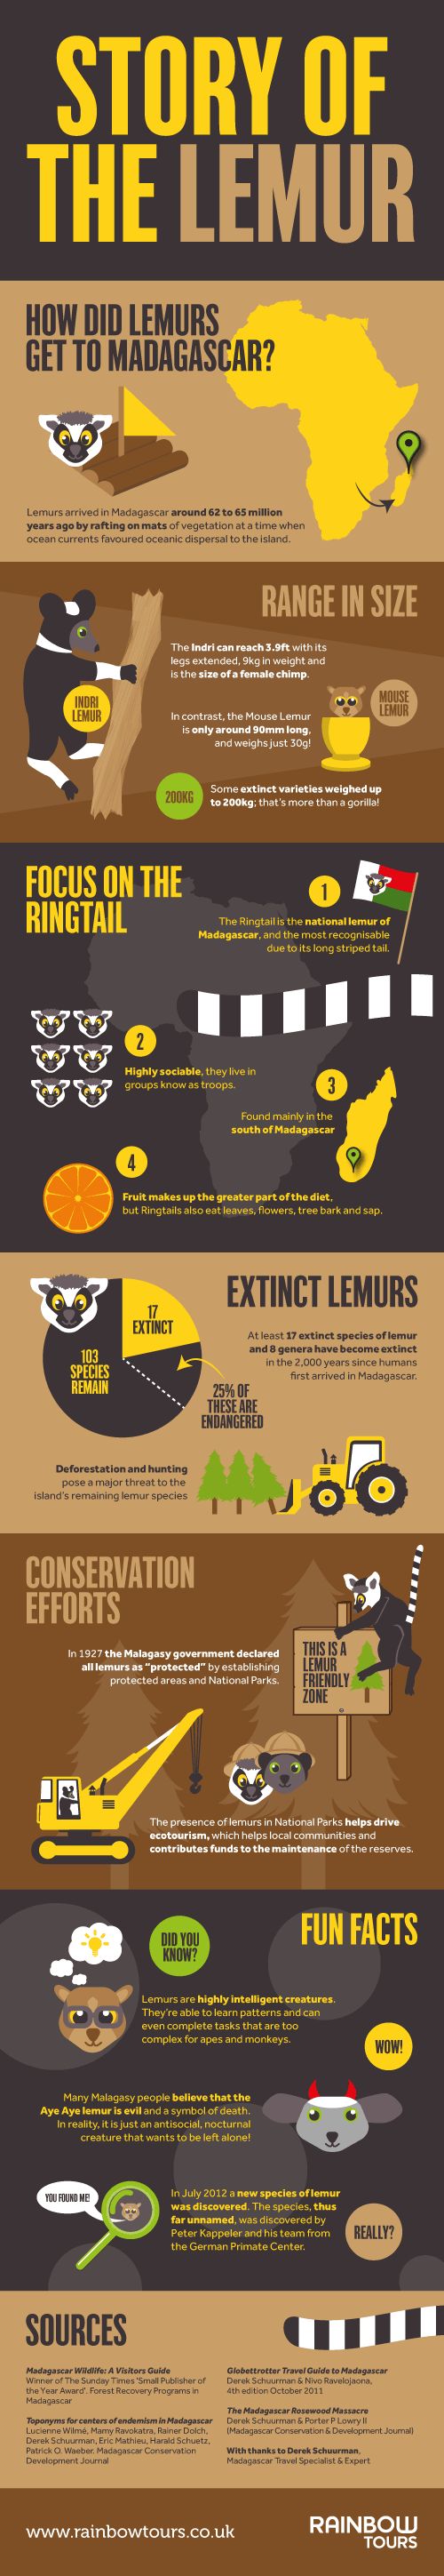 STORY OF
THE LEMUR
HOW DID LEMURS
GET TO MADAGASCAR?
Lemurs arrived in Madagascar around 62 to 65 million
years ago by rafting on mats of vegetation at a time when
ocean currents favoured oceanic dispersal to the island.
RANGE IN SIZE
The Indri can reach 3.9ft with its
legs extended, 9kg in weight and
is the size of a female chimp.
INDRI
LEMUR
MOUSE
LEMUR
In contrast, the Mouse Lemur
is only around 90mm long,
and weighs just 30g!
200KG
Some extinct varieties weighed up
to 200kg; that's more than a gorilla!
FOCUS ON THE
RINGTAIL
1
The Ringtail is the national lemur of
Madagascar, and the most recognisable
due to its long striped tail.
2
Highly sociable, they live in
groups know as troops.
3
Found mainly in the
south of Madagascar
4
Fruit makes up the greater part of the diet,
but Ringtails also eat leaves, flowers, tree bark and sap.
EXTINCT LEMURS
17
EXTINCT
103
SPECIES
REMAIN
25% OF
THESE ARE
ENDANGERED
At least 17 extinct species of lemur
and 8 genera have become extinct
in the 2,000 years since humans
first arrived in Madagascar.
Deforestation and hunting
pose a major threat to the
island's remaining lemur species
CONSERVATION
EFFORTS
In 1927 the Malagasy government declared
all lemurs as "protected" by establishing
protected areas and National Parks.
THIS IS A
LEMUR
FRIENDLY
ZONE
The presence of lemurs in National Parks helps drive
ecotourism, which helps local communities and
contributes funds to the maintenance of the reserves.
FUN FACTS
DID YOU
KNOW?
Lemurs are highly intelligent creatures.
They're able to learn patterns and can
even complete tasks that are too
complex for apes and monkeys.
WOW!
Many Malagasy people believe that the
Aye Aye lemur is evil and a symbol of death.
In reality, it is just an antisocial, nocturnal
creature that wants to be left alone!
YOU FOUND ME!
In July 2012 a new species of lemur
was discovered. The species, thus
far unnamed, was discovered by
Peter Kappeler and his team from
the German Primate Center.
REALLY?
SOURCES
Madagascar Wildlife: A Visitors Guide
Winner of The Sunday Times 'Small Publisher of
the Year Award'. Forest Recovery Programs in
Madagascar
Toponyms for centers of endemism in Madagascar
Lucienne Wilmé, Mamy Ravokatra, Rainer Dolch,
Derek Schuurman, Eric Mathieu, Harald Schuetz,
Patrick O. Waeber. Madagascar Conservation
Development Journal
Globettrotter Travel Guide to Madagascar
Derek Schuurman & Nivo Ravelojaona,
4th edition October 2011
The Madagascar Rosewood Massacre
Derek Schuurman & Porter P Lowry II
(Madagascar Conservation & Development Journal)
With thanks to Derek Schuurman,
Madagascar Travel Specialist & Expert
www.rainbowtours.co.uk
RAINBOW
TOURS